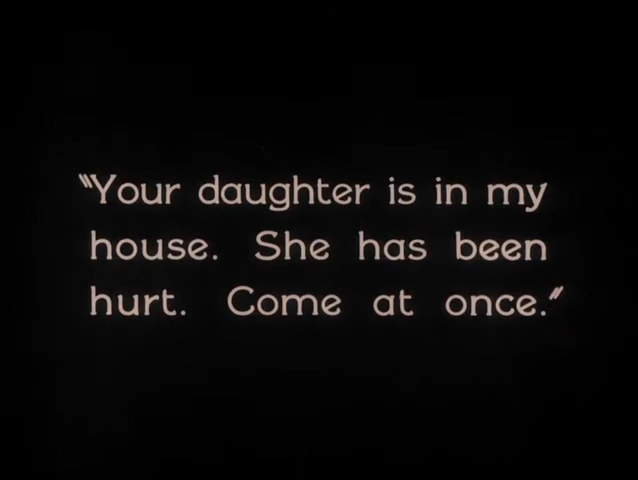 "Your daughter is in my
house. She has been
hurt. Come at once."